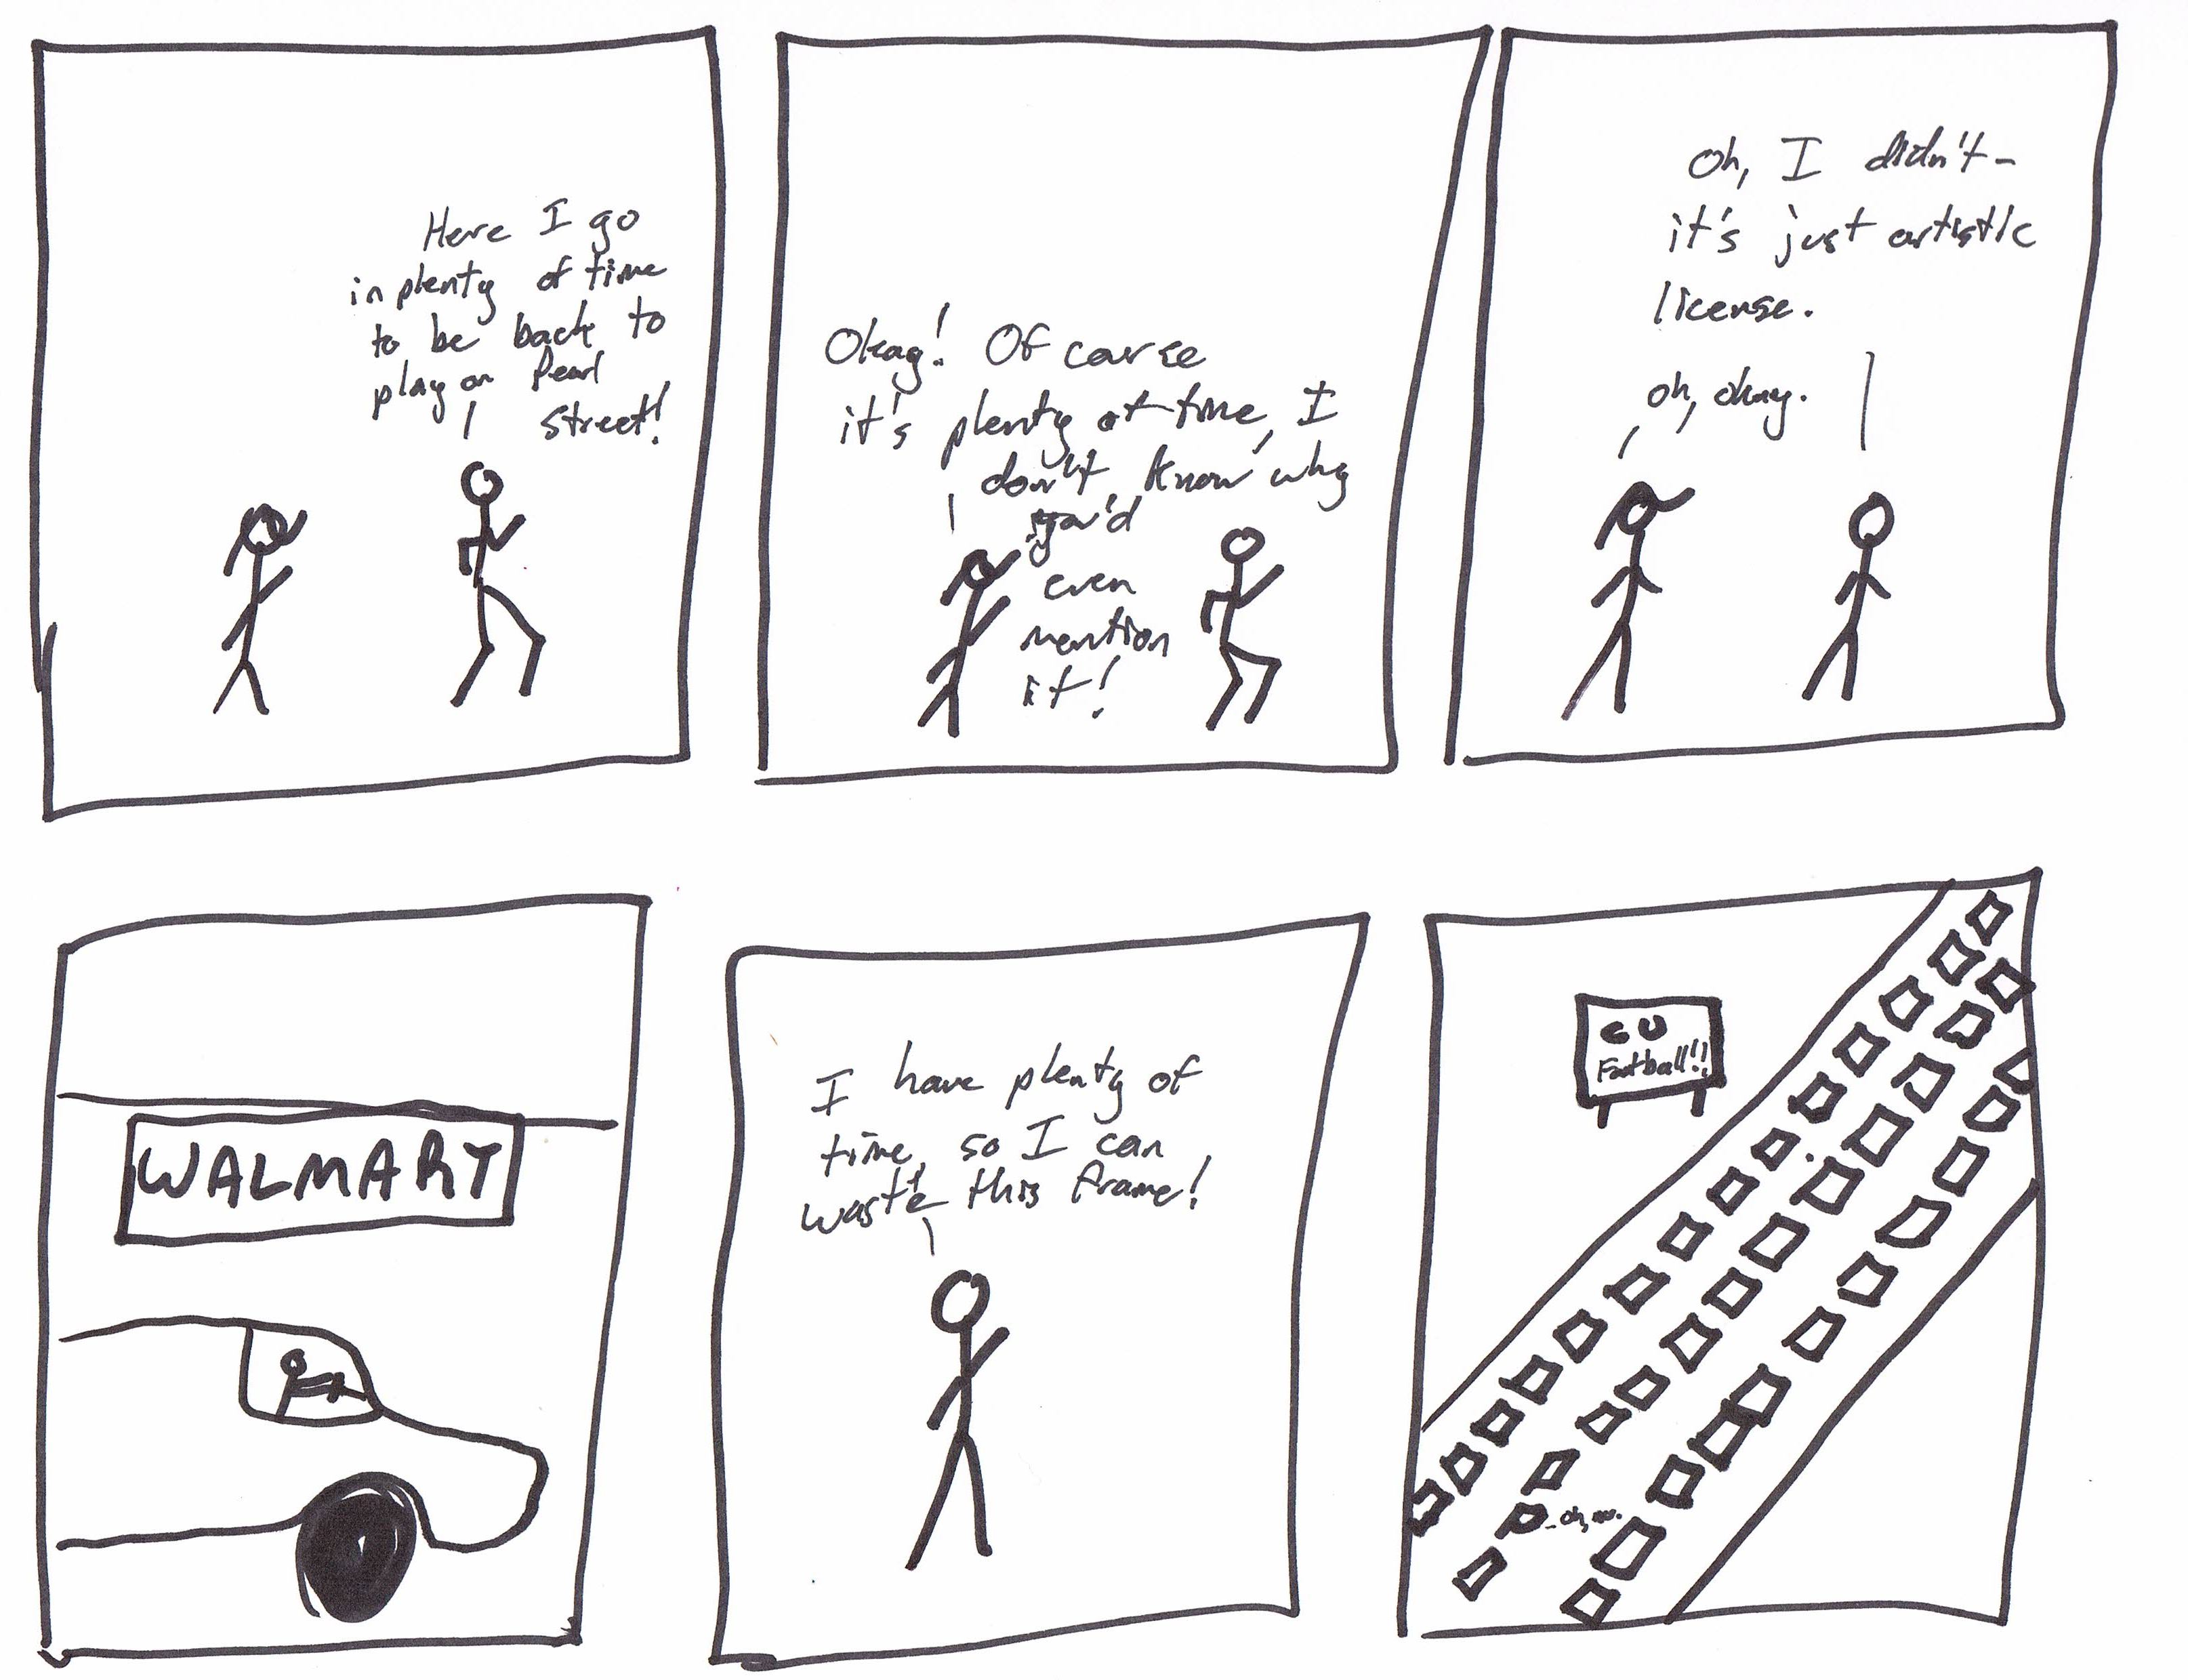 Here I go
in plenty of time
to be back to
play on Pearl
street!
Okay! Of course
it's plenty of time, I
don't know why
you'd
even
mention
it!
Oh, I didn't-
it's just artistic
license.
oh, okay.
WALMART
I have plenty of
time, so I can
waste this frame!
CU
Football!!
oh, no.